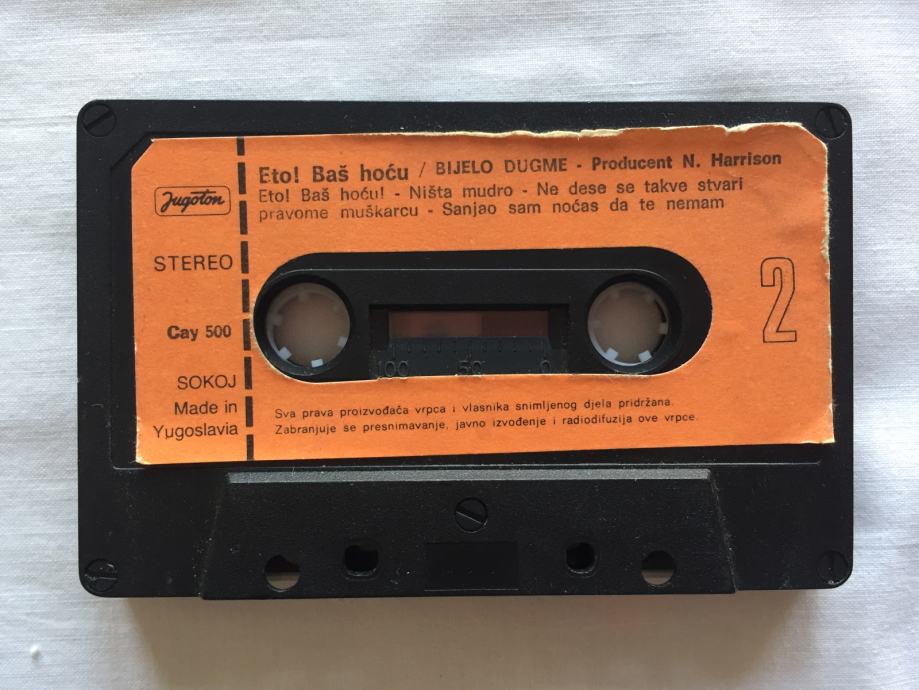 Eto! Baš hoću / BIJELO DUGME - Producent N. Harrison
Eto! Baš hoću! - Ništa mudro - Ne dese se takve stvari
pravome muškarcu - Sanjao sam noćas da te nemam
Jugoton
STEREO
Cay 500
SOKOJ
Made in
Yugoslavia
2
100 50 0
Sva prava proizvođača vrpca i vlasnika snimljenog djela pridržana.
Zabranjuje se presnimavanje, javno izvođenje i radiodifuzija ove vrpce.